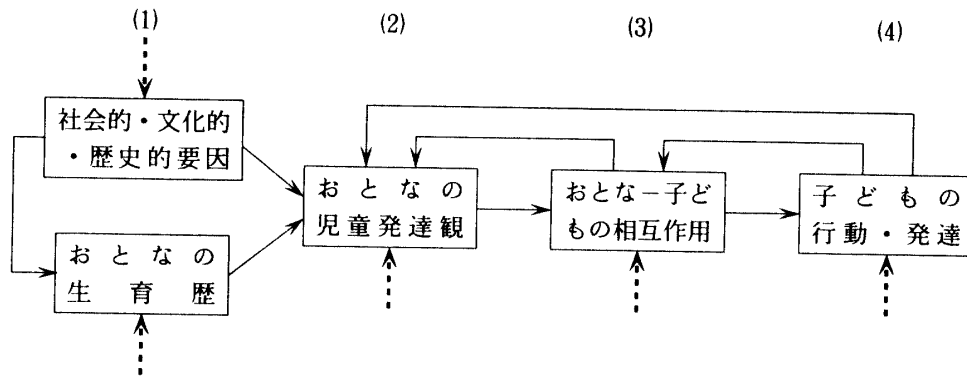 (1)
(2)
(3)
(4)
社会的・文化的
・歴史的要因
おとなの
生育歴
おとなの
児童発達観
おとな－子ど
もの相互作用
子どもの
行動・発達